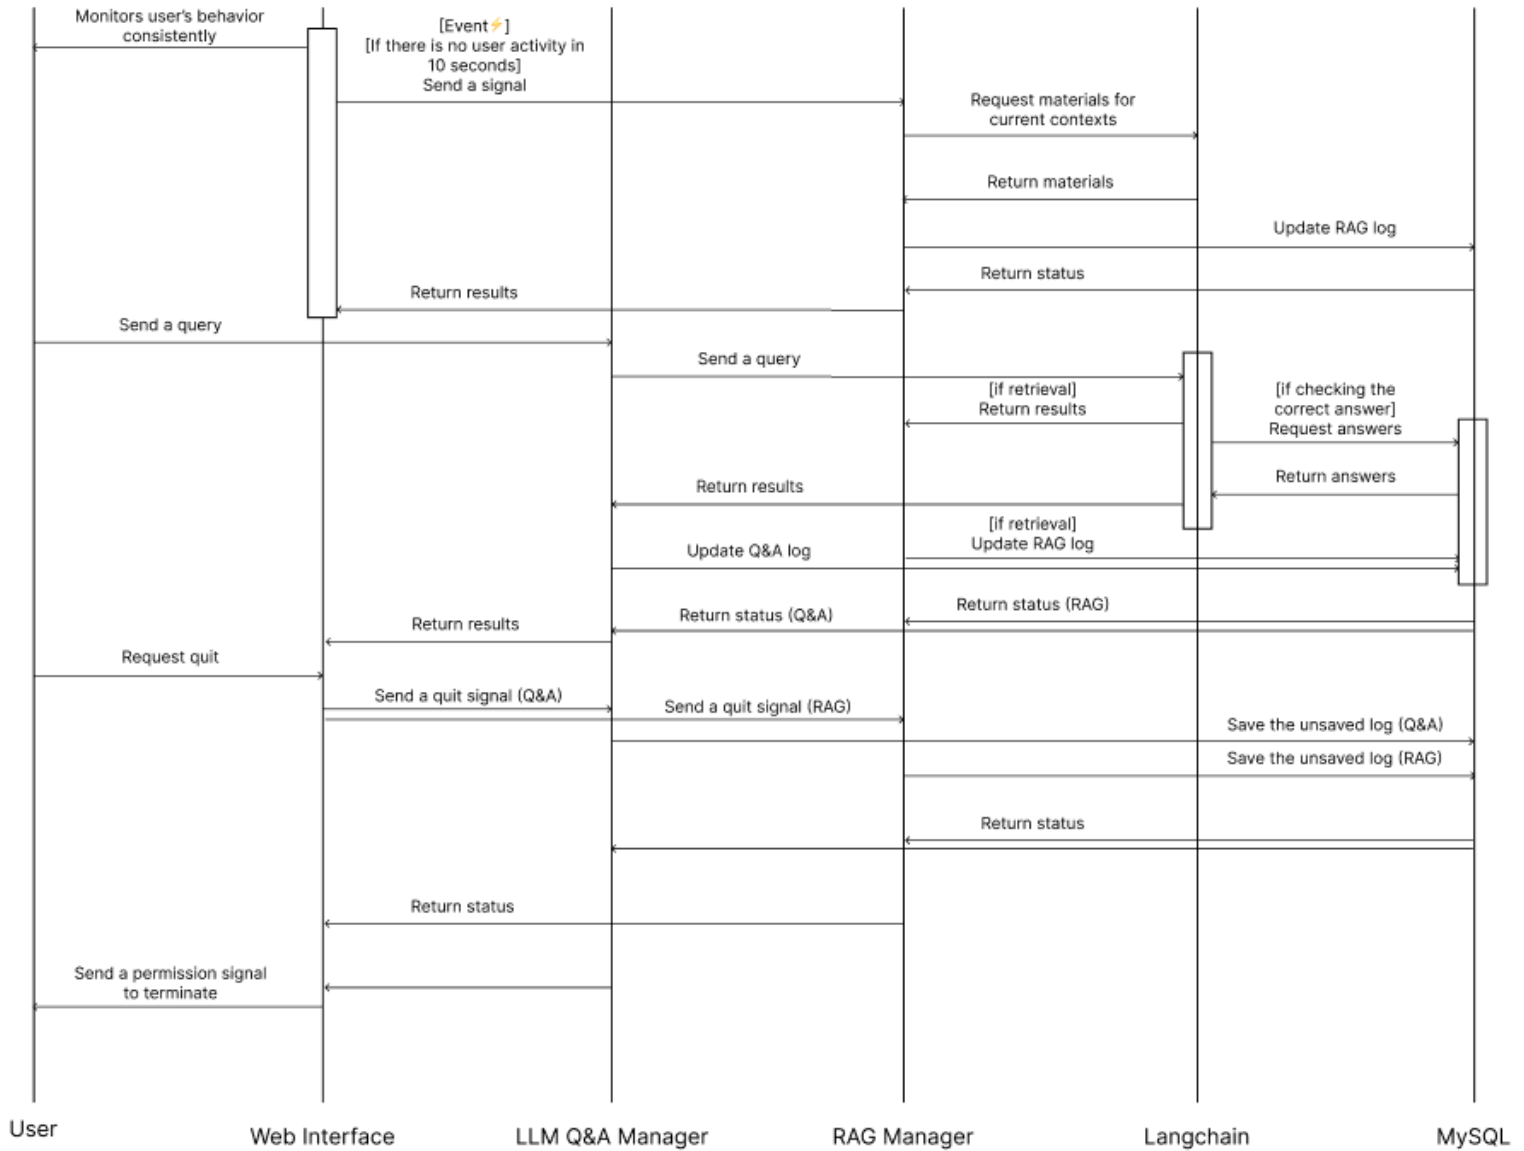 Monitors user's behavior
consistently
[Event⚡]
[If there is no user activity in
10 seconds]
Send a signal
Request materials for
current contexts
Return materials
Update RAG log
Return status
Return results
Send a query
Send a query
[if retrieval]
Return results
[if checking the
correct answer]
Request answers
Return answers
Return results
[if retrieval]
Update RAG log
Update Q&A log
Return status (RAG)
Return status (Q&A)
Return results
Request quit
Send a quit signal (Q&A)
Send a quit signal (RAG)
Save the unsaved log (Q&A)
Save the unsaved log (RAG)
Return status
Return status
Send a permission signal
to terminate
User
Web Interface
LLM Q&A Manager
RAG Manager
Langchain
MySQL